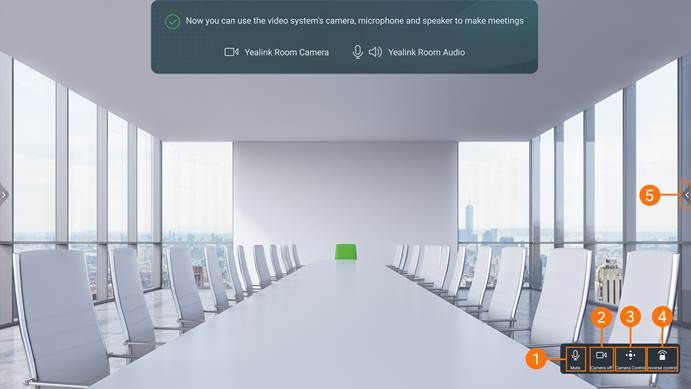 Now you can use the video system's camera, microphone and speaker to make meetings
Yealink Room Camera
Yealink Room Audio
5
2
3
4
1
Mute
Camera off
Camera Control
reverse control